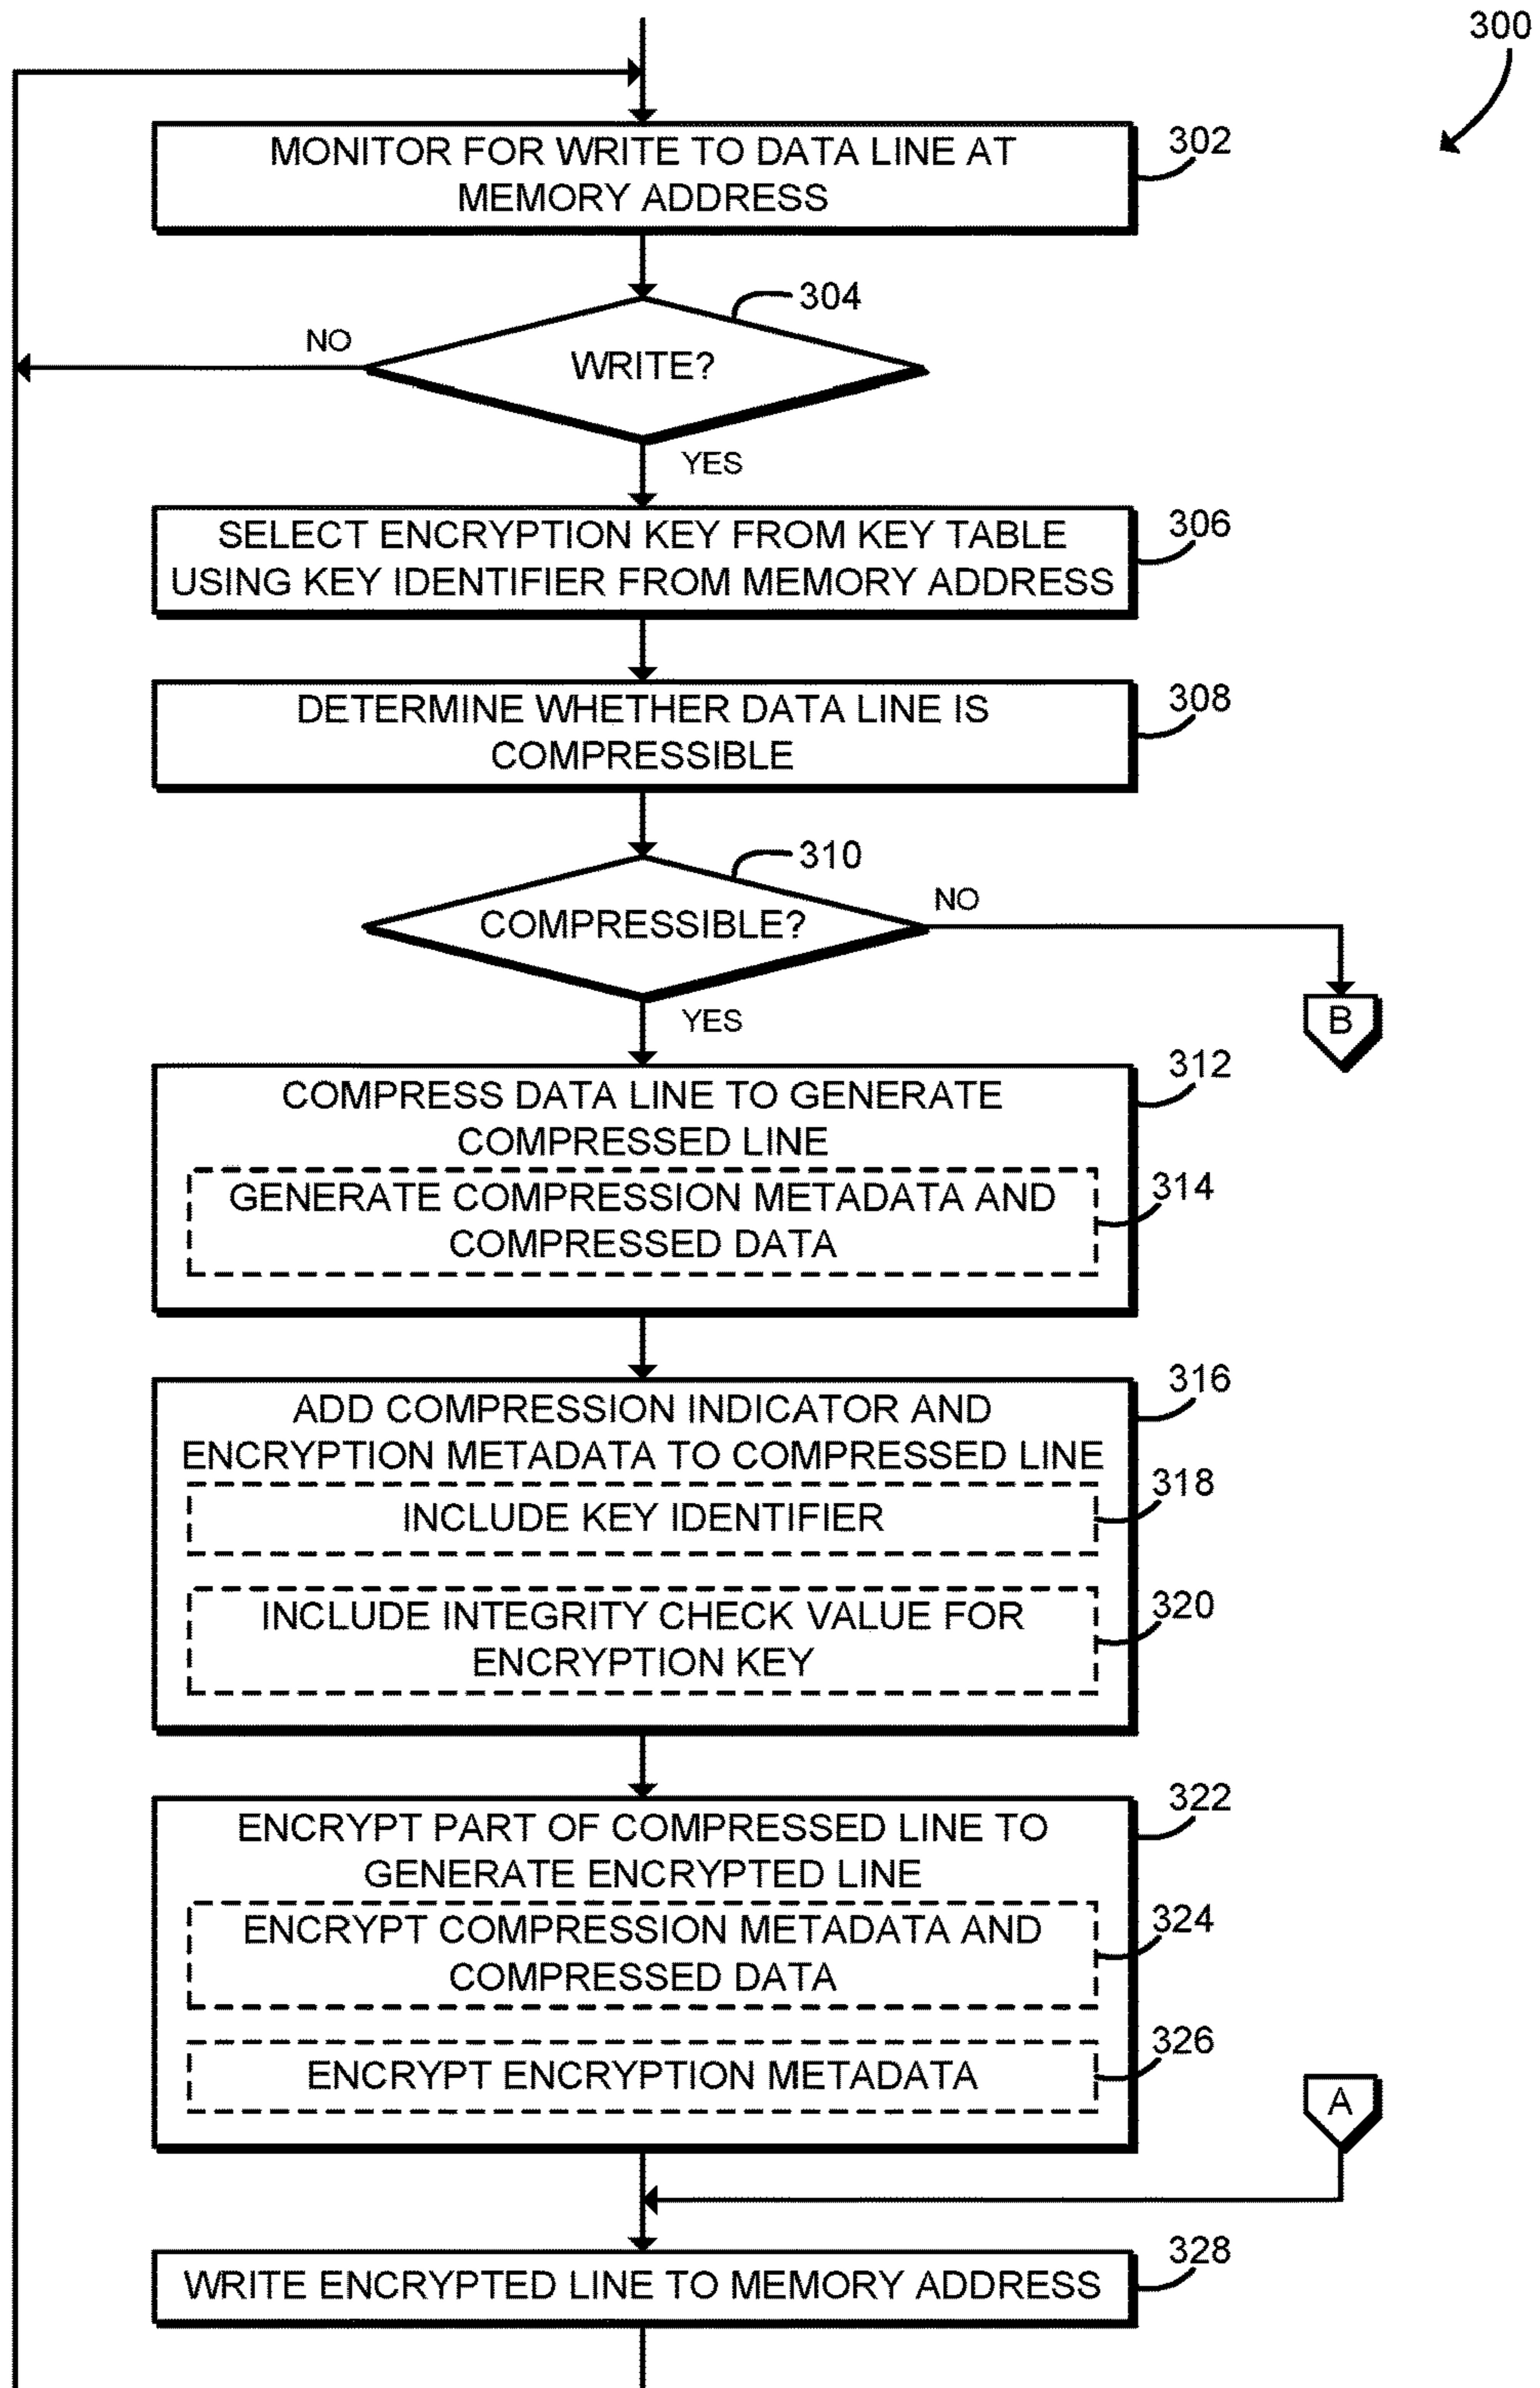 300
MONITOR FOR WRITE TO DATA LINE AT
MEMORY ADDRESS
302
304
WRITE?
NO
YES
SELECT ENCRYPTION KEY FROM KEY TABLE
USING KEY IDENTIFIER FROM MEMORY ADDRESS
306
DETERMINE WHETHER DATA LINE IS
COMPRESSIBLE
308
310
COMPRESSIBLE?
NO
B
YES
COMPRESS DATA LINE TO GENERATE
COMPRESSED LINE
312
GENERATE COMPRESSION METADATA AND
COMPRESSED DATA
314
ADD COMPRESSION INDICATOR AND
ENCRYPTION METADATA TO COMPRESSED LINE
316
INCLUDE KEY IDENTIFIER
318
INCLUDE INTEGRITY CHECK VALUE FOR
ENCRYPTION KEY
320
ENCRYPT PART OF COMPRESSED LINE TO
GENERATE ENCRYPTED LINE
322
ENCRYPT COMPRESSION METADATA AND
COMPRESSED DATA
324
ENCRYPT ENCRYPTION METADATA
326
A
WRITE ENCRYPTED LINE TO MEMORY ADDRESS
328